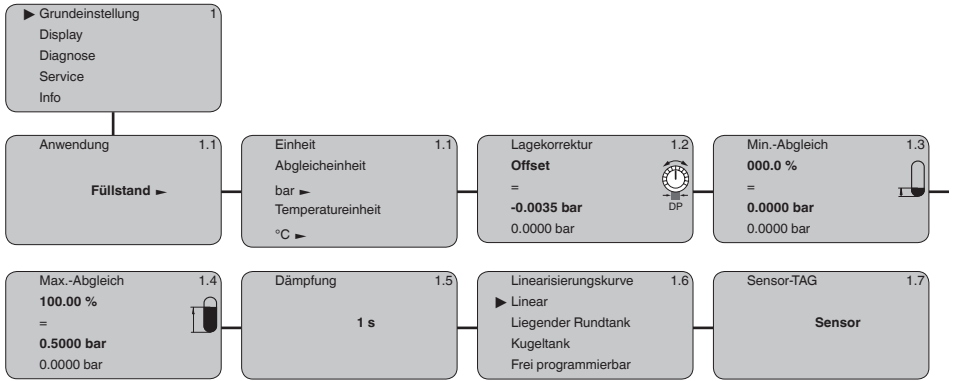 ▶ Grundeinstellung 1
Display
Diagnose
Service
Info
Anwendung 1.1
Füllstand ►
Einheit 1.1
Abgleicheinheit
bar ►
Temperatureinheit
°C ►
Lagekorrektur 1.2
Offset
=
-0.0035 bar
0.0000 bar
DP
Min.-Abgleich 1.3
000.0 %
=
0.0000 bar
0.0000 bar
Max.-Abgleich 1.4
100.00 %
=
0.5000 bar
0.0000 bar
Dämpfung 1.5
1 s
Linearisierungskurve 1.6
▶ Linear
Liegender Rundtank
Kugeltank
Frei programmierbar
Sensor-TAG 1.7
Sensor